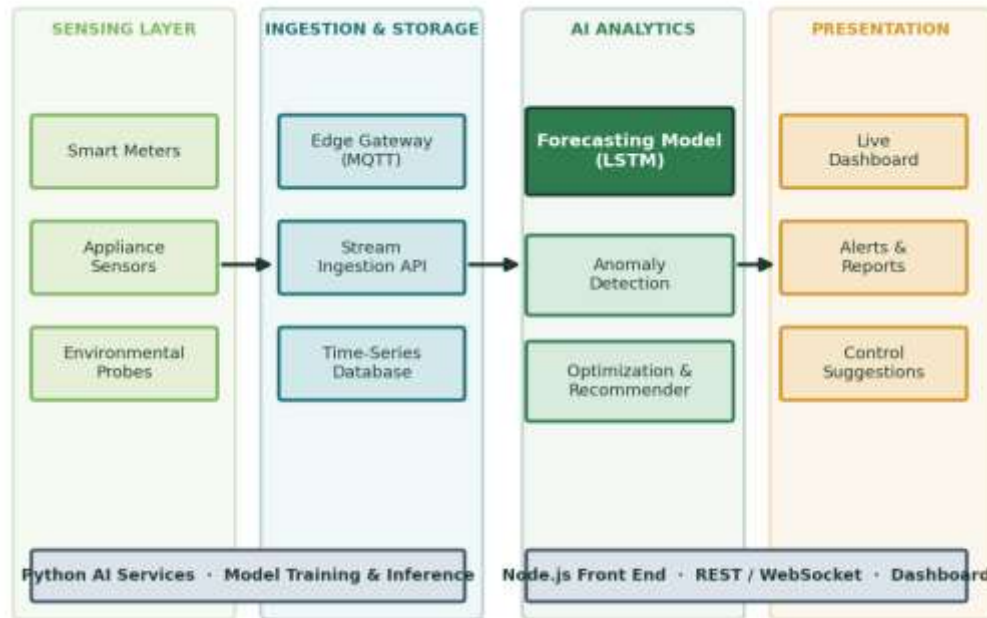 SENSING LAYER
Smart Meters
Appliance
Sensors
Environmental
Probes
INGESTION & STORAGE
Edge Gateway
(MQTT)
Stream
Ingestion API
Time-Series
Database
AI ANALYTICS
Forecasting Model
(LSTM)
Anomaly
Detection
Optimization &
Recommender
PRESENTATION
Live
Dashboard
Alerts &
Reports
Control
Suggestions
Python AI Services · Model Training & Inference
Node.js Front End · REST / WebSocket · Dashboard